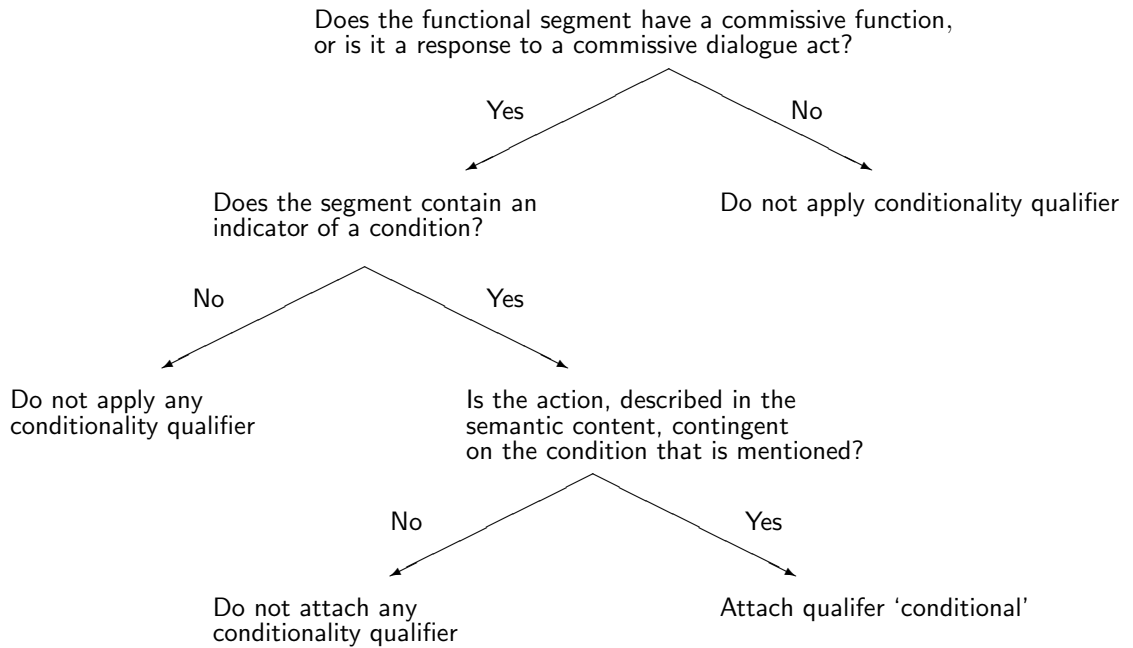 Does the functional segment have a commissive function,
or is it a response to a commissive dialogue act?
Yes
No
Does the segment contain an
indicator of a condition?
Do not apply conditionality qualifier
No
Yes
Do not apply any
conditionality qualifier
Is the action, described in the
semantic content, contingent
on the condition that is mentioned?
No
Yes
Do not attach any
conditionality qualifier
Attach qualifer ‘conditional’